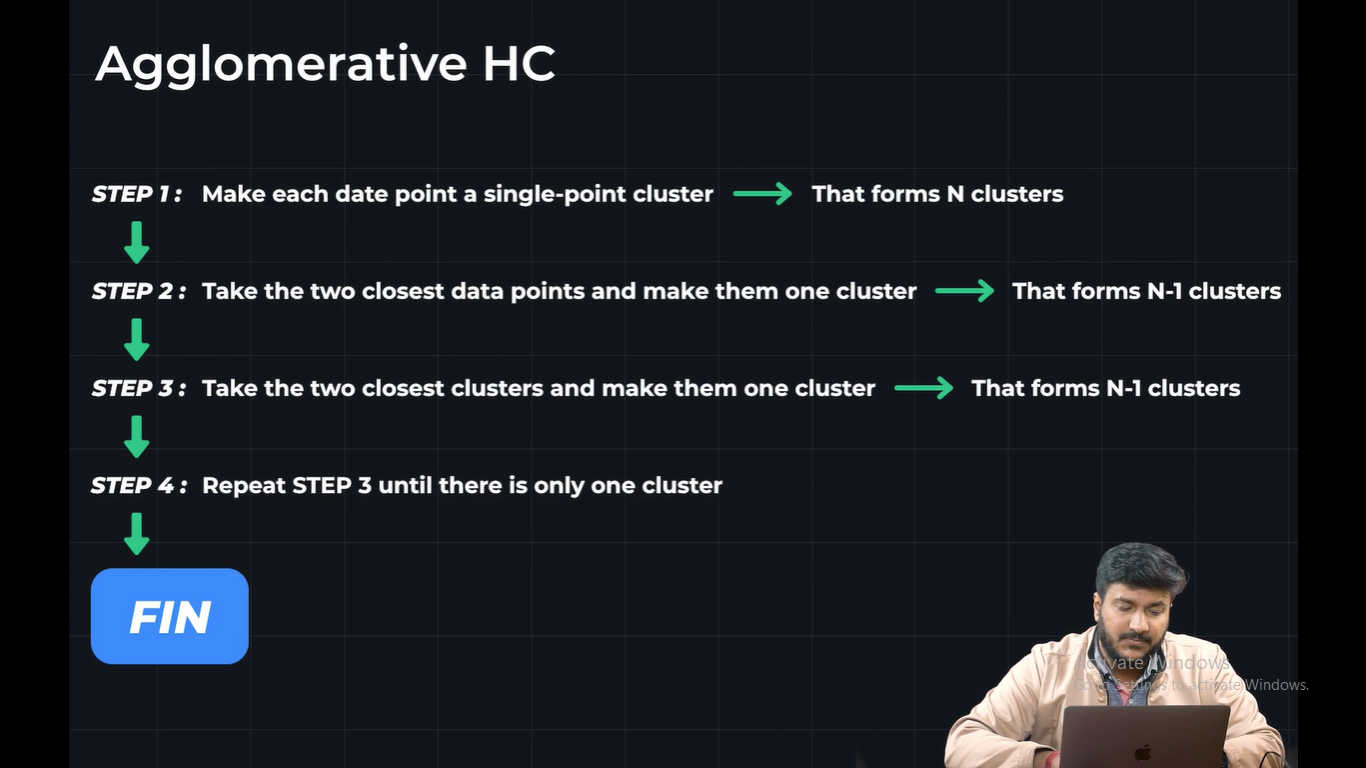 Agglomerative HC
STEP 1 : Make each date point a single-point cluster → That forms N clusters
STEP 2 : Take the two closest data points and make them one cluster → That forms N-1 clusters
STEP 3 : Take the two closest clusters and make them one cluster → That forms N-1 clusters
STEP 4 : Repeat STEP 3 until there is only one cluster
FIN
Activate Windows
Go to Settings to activate Windows.